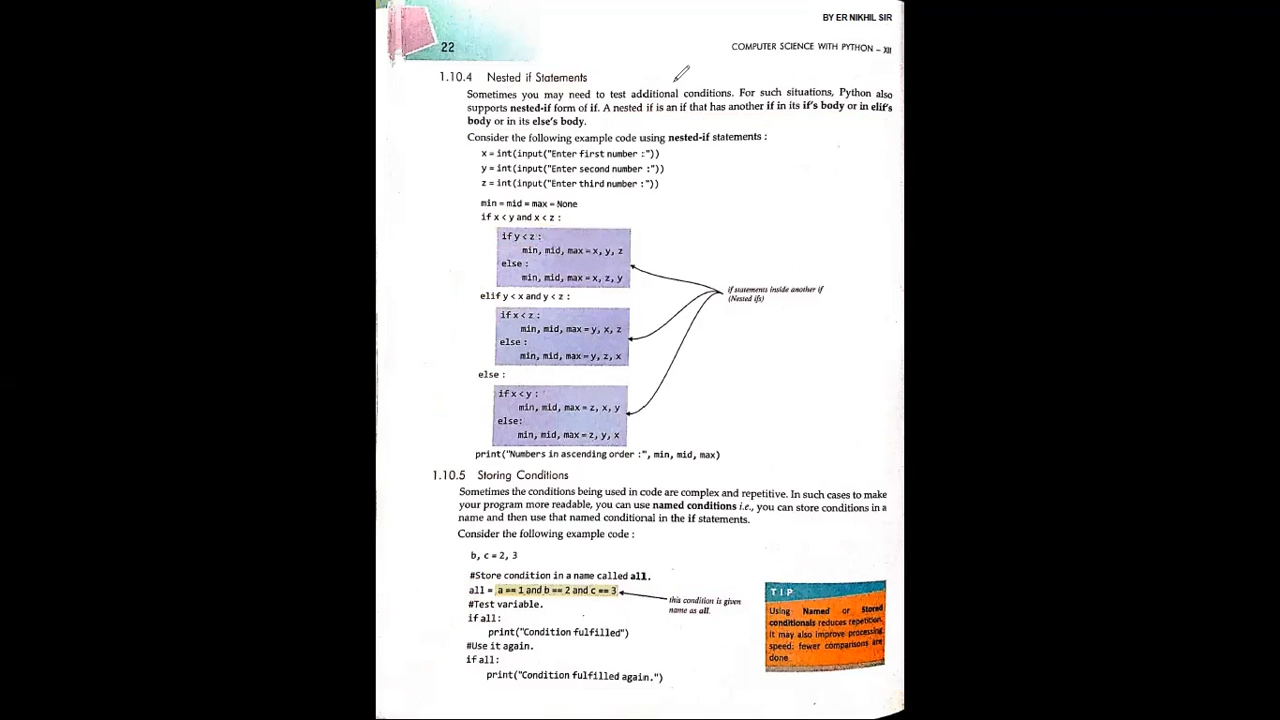 BY ER NIKHIL SIR
22
COMPUTER SCIENCE WITH PYTHON – XII
1.10.4 Nested if Statements
Sometimes you may need to test additional conditions. For such situations, Python also
supports nested-if form of if. A nested if is an if that has another if in its if's body or in elif's
body or in its else's body.
Consider the following example code using nested-if statements :
x = int(input("Enter first number :"))
y = int(input("Enter second number :"))
z = int(input("Enter third number :"))
min = mid = max = None
if x < y and x < z :
if y < z :
min, mid, max = x, y, z
else :
min, mid, max = x, z, y
elif y < x and y < z :
if x < z :
min, mid, max = y, x, z
else :
min, mid, max = y, z, x
if statements inside another if
(Nested ifs)
else :
if x < y :
min, mid, max = z, x, y
else:
min, mid, max = z, y, x
print("Numbers in ascending order :", min, mid, max)
1.10.5 Storing Conditions
Sometimes the conditions being used in code are complex and repetitive. In such cases to make
your program more readable, you can use named conditions i.e., you can store conditions in a
name and then use that named conditional in the if statements.
Consider the following example code :
b, c = 2, 3
#Store condition in a name called all.
all = a == 1 and b == 2 and c == 3
this condition is given
name as all.
#Test variable.
if all:
print("Condition fulfilled")
#Use it again.
if all:
print("Condition fulfilled again.")
TIP
Using Named or Stored
conditionals reduces repetition.
It may also improve processing
speed: fewer comparisons are
done